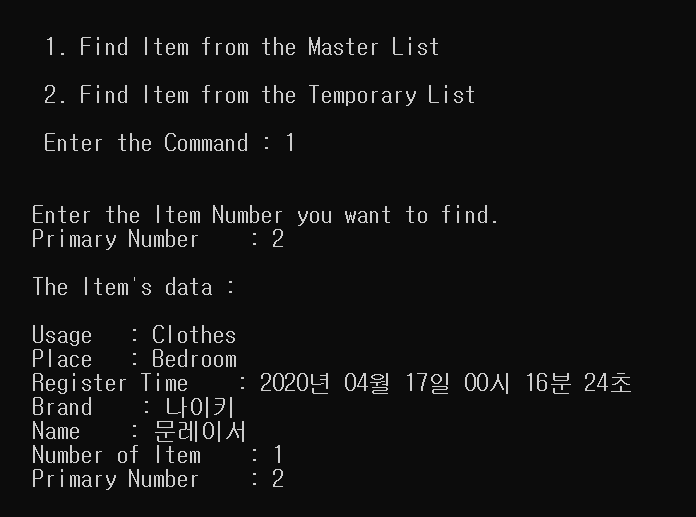 1. Find Item from the Master List
2. Find Item from the Temporary List
Enter the Command : 1
Enter the Item Number you want to find.
Primary Number : 2
The Item's data :
Usage : Clothes
Place : Bedroom
Register Time : 2020년 04월 17일 00시 16분 24초
Brand : 나이키
Name : 문레이서
Number of Item : 1
Primary Number : 2